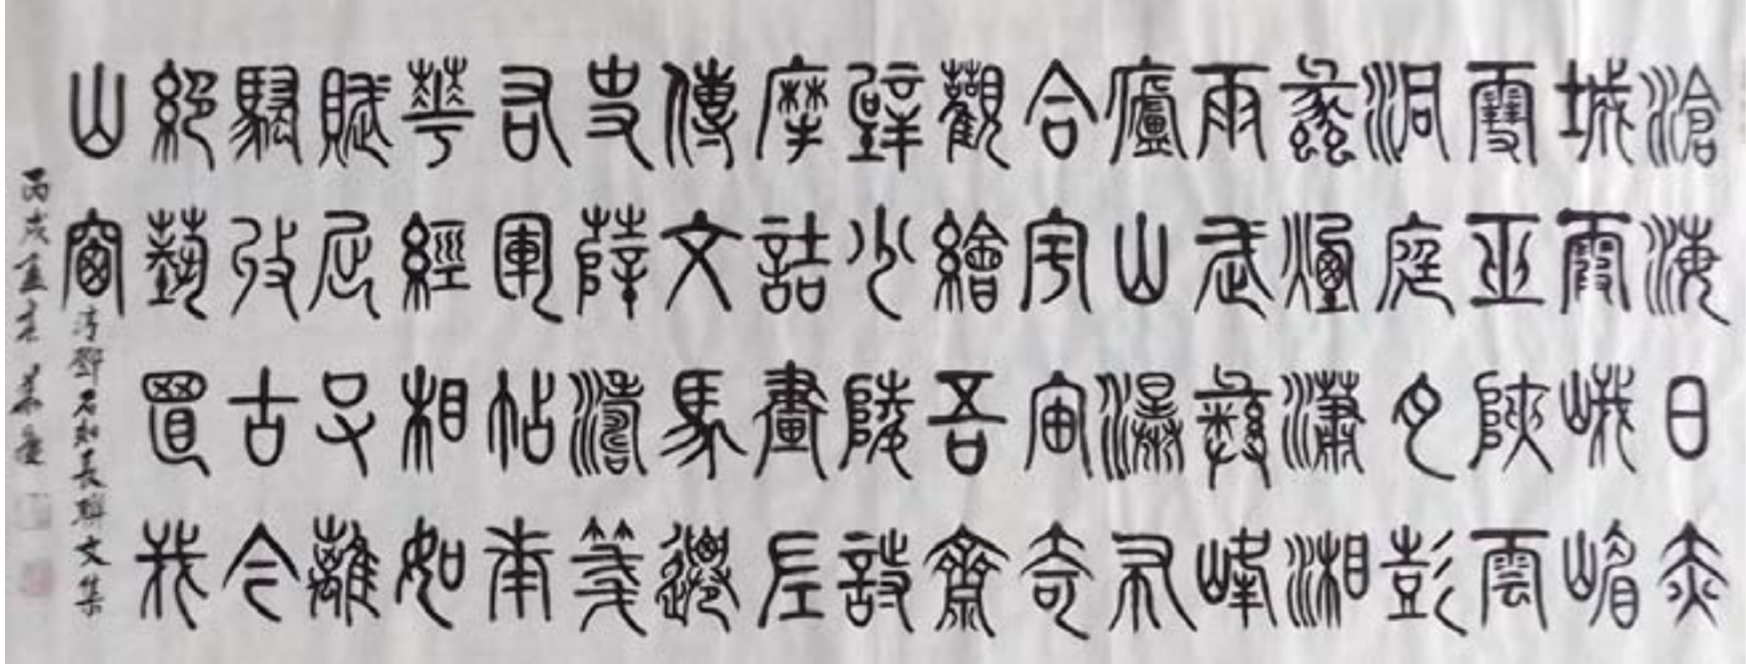 滄海日赤
城霞峨嵋
雪巫陜雲
洞庭月彭
蠡煙瀟湘
雨武彝峰
廬山瀑布
合宇宙奇
觀繪吾齋
壁少陵詩
摩詰畫左
傳文馬遷
史薛濤箋
右軍帖南
華經相如
賦屈子離
騷收古今
絕藝置我
山窗
清鄧石如長聯文集
丙戌孟春